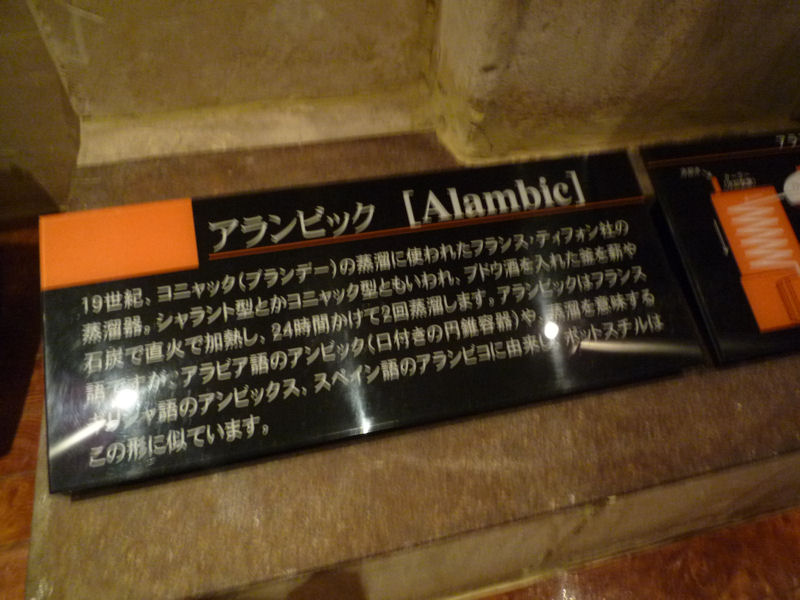 アランビック [Alambic]
19世紀、コニャック(ブランデー)の蒸溜に使われたフランス・ティフォン社の
蒸溜器。シャラント型とかコニャック型ともいわれ、ブドウ酒を入れた釜を薪や
石炭で直火で加熱し、24時間かけて2回蒸溜します。アランビックはフランス
語ですが、アラビア語のアンビック(口付きの円錐容器)や、蒸溜を意味する
ギリシャ語のアンビックス、スペイン語のアランビヨに由来し、ポットスチルは
この形に似ています。